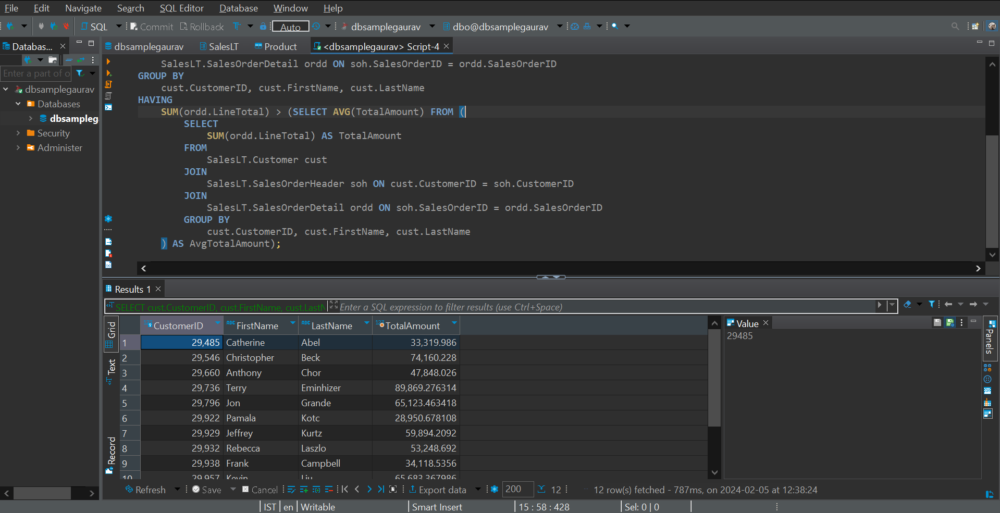 File Edit Navigate Search SQL Editor Database Window Help
SQL Commit Rollback Auto dbsamplegaurav dbo@dbsamplegaurav
Databas...
dbsamplegaurav SalesLT Product <dbsamplegaurav> Script-4
Enter a part of o
dbsamplegaurav
Databases
dbsampleg
Security
Administer
SalesLT.SalesOrderDetail ordd ON soh.SalesOrderID = ordd.SalesOrderID
GROUP BY
cust.CustomerID, cust.FirstName, cust.LastName
HAVING
SUM(ordd.LineTotal) > (SELECT AVG(TotalAmount) FROM (
SELECT
SUM(ordd.LineTotal) AS TotalAmount
FROM
SalesLT.Customer cust
JOIN
SalesLT.SalesOrderHeader soh ON cust.CustomerID = soh.CustomerID
JOIN
SalesLT.SalesOrderDetail ordd ON soh.SalesOrderID = ordd.SalesOrderID
GROUP BY
cust.CustomerID, cust.FirstName, cust.LastName
) AS AvgTotalAmount);
Results 1
SELECT cust.CustomerID, cust.FirstName, cust.LastN
Enter a SQL expression to filter results (use Ctrl+Space)
Grid
Text
Record
CustomerID FirstName LastName TotalAmount
1 29,485 Catherine Abel 33,319.986
2 29,546 Christopher Beck 74,160.228
3 29,660 Anthony Chor 47,848.026
4 29,736 Terry Eminhizer 89,869.276314
5 29,796 Jon Grande 65,123.463418
6 29,922 Pamala Kotc 28,950.678108
7 29,929 Jeffrey Kurtz 59,894.2092
8 29,932 Rebecca Laszlo 53,248.692
9 29,938 Frank Campbell 34,118.5356
10 29,957 Kevin Liu 65,683.367986
Value
29485
Panels
Refresh Save Cancel Export data 200 12 12 row(s) fetched - 787ms, on 2024-02-05 at 12:38:24
IST en Writable Smart Insert 15 : 58 : 428 Sel: 0 | 0